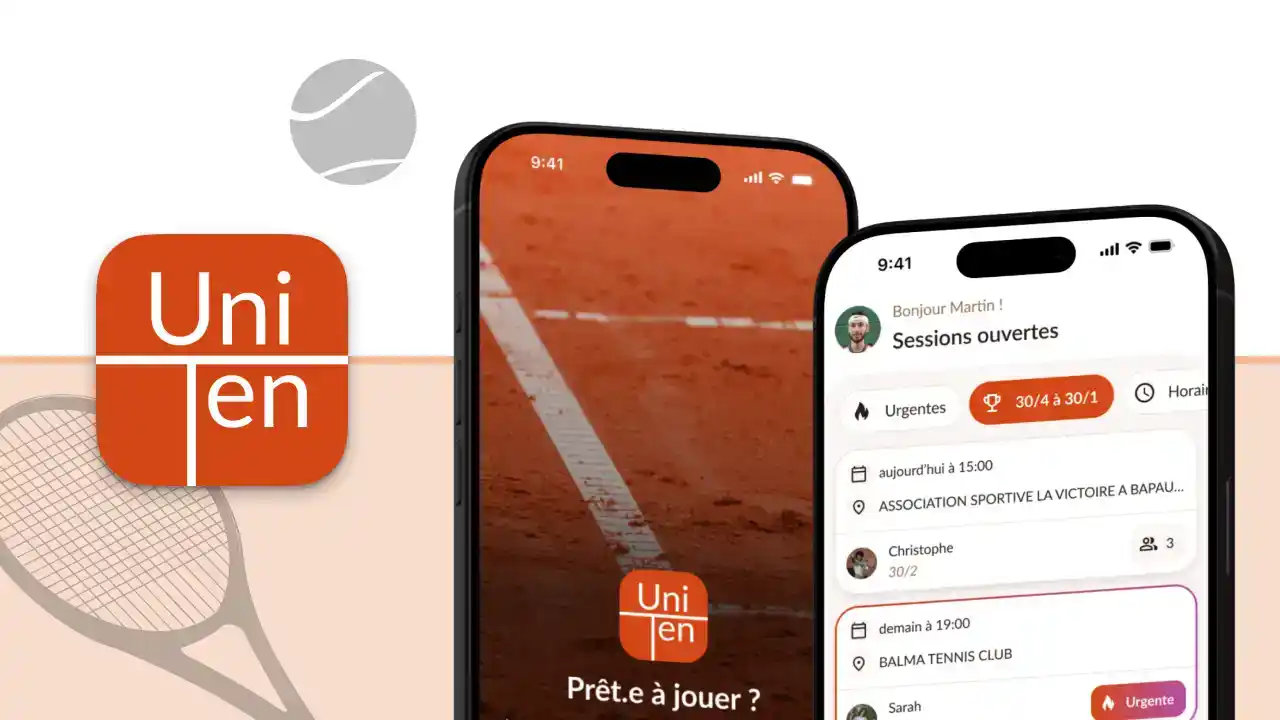 Uni
Ten
9:41
Uni
Ten
Prêt.e à jouer ?
9:41
Bonjour Martin !
Sessions ouvertes
Urgentes
30/4 à 30/1
Horai
aujourd'hui à 15:00
ASSOCIATION SPORTIVE LA VICTOIRE A BAPAU...
Christophe
30/2
3
demain à 19:00
BALMA TENNIS CLUB
Sarah
Urgente